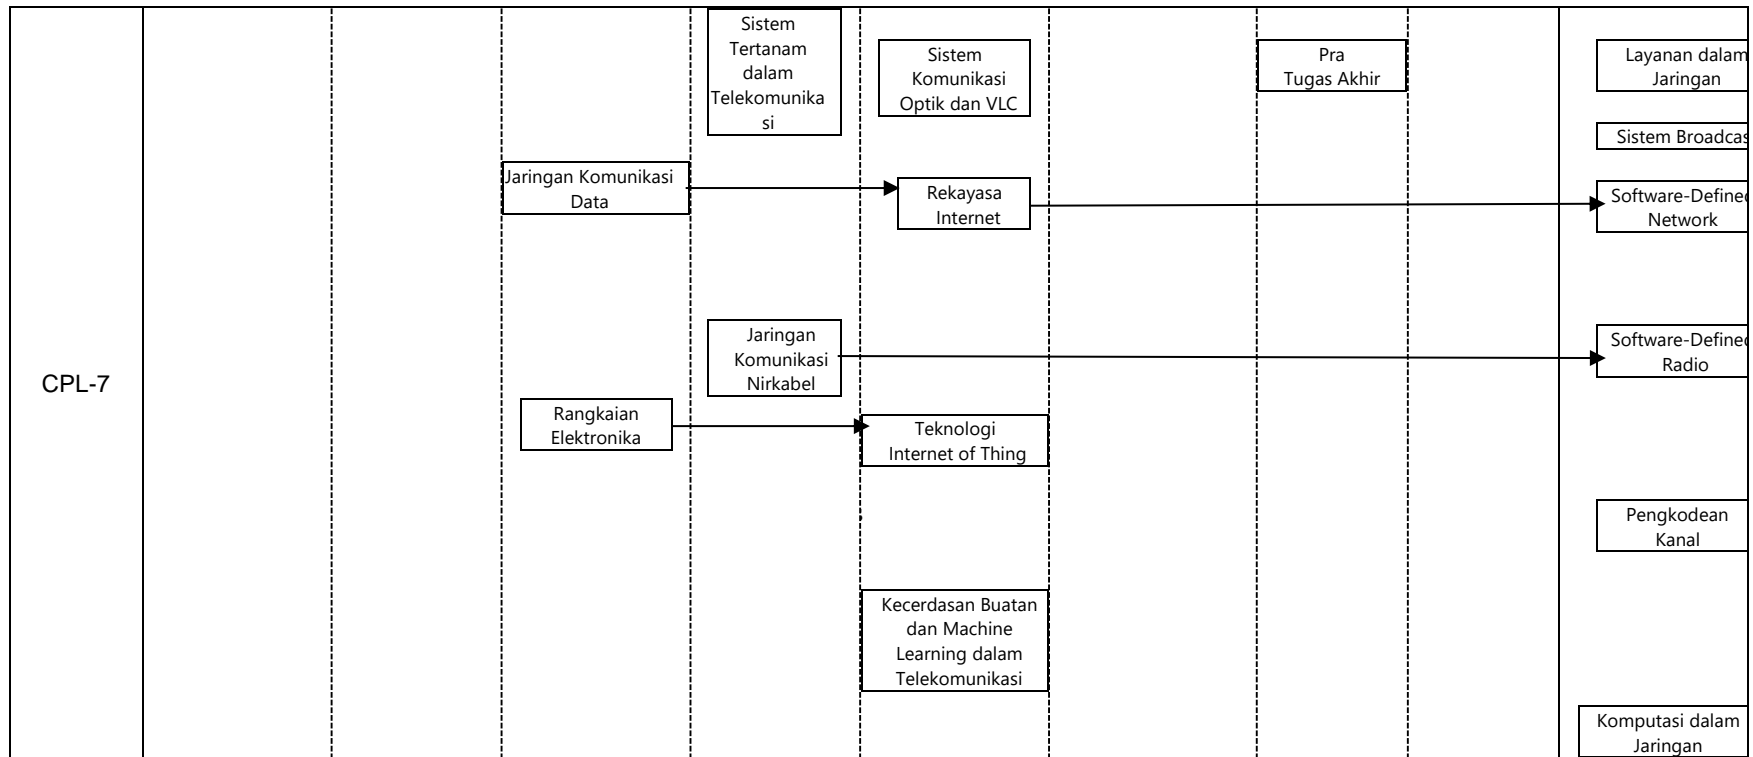 CPL-7
Jaringan Komunikasi
Data
Rangkaian
Elektronika
Sistem
Tertanam
dalam
Telekomunika
si
Jaringan
Komunikasi
Nirkabel
Sistem
Komunikasi
Optik dan VLC
Rekayasa
Internet
Teknologi
Internet of Thing
Kecerdasan Buatan
dan Machine
Learning dalam
Telekomunikasi
Pra
Tugas Akhir
Layanan dalam
Jaringan
Sistem Broadcas
Software-Defined
Network
Software-Defined
Radio
Pengkodean
Kanal
Komputasi dalam
Jaringan